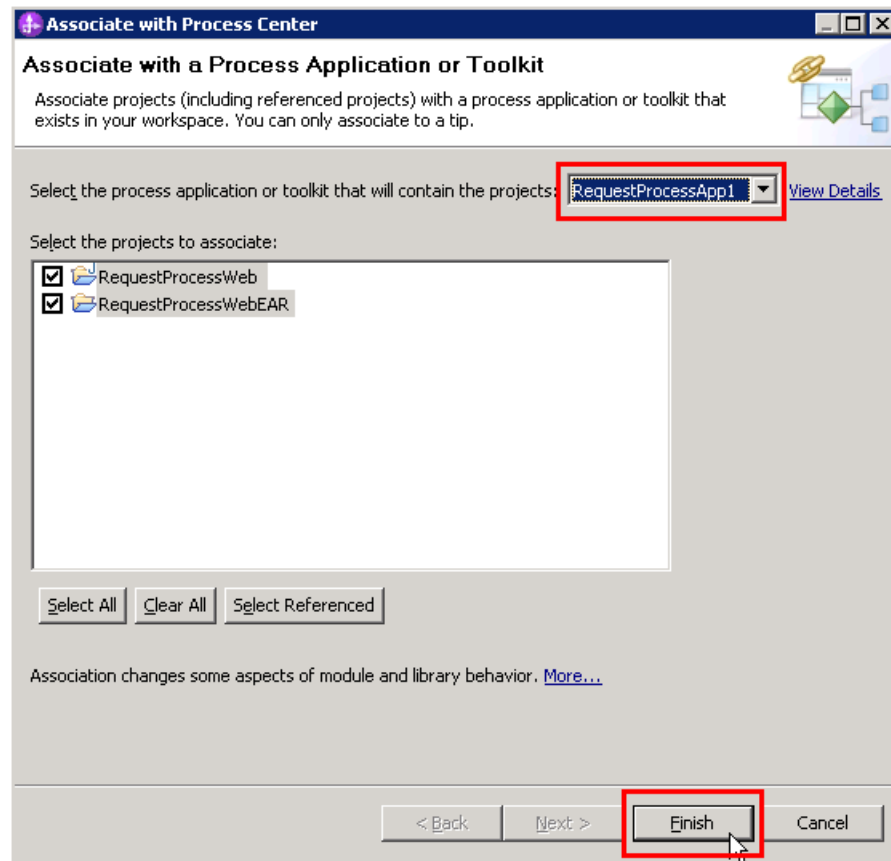 Associate with Process Center
Associate with a Process Application or Toolkit
Associate projects (including referenced projects) with a process application or toolkit that
exists in your workspace. You can only associate to a tip.
Select the process application or toolkit that will contain the projects: RequestProcessApp1 View Details
Select the projects to associate:
RequestProcessWeb
RequestProcessWebEAR
Select All Clear All Select Referenced
Association changes some aspects of module and library behavior. More...
< Back Next > Finish Cancel